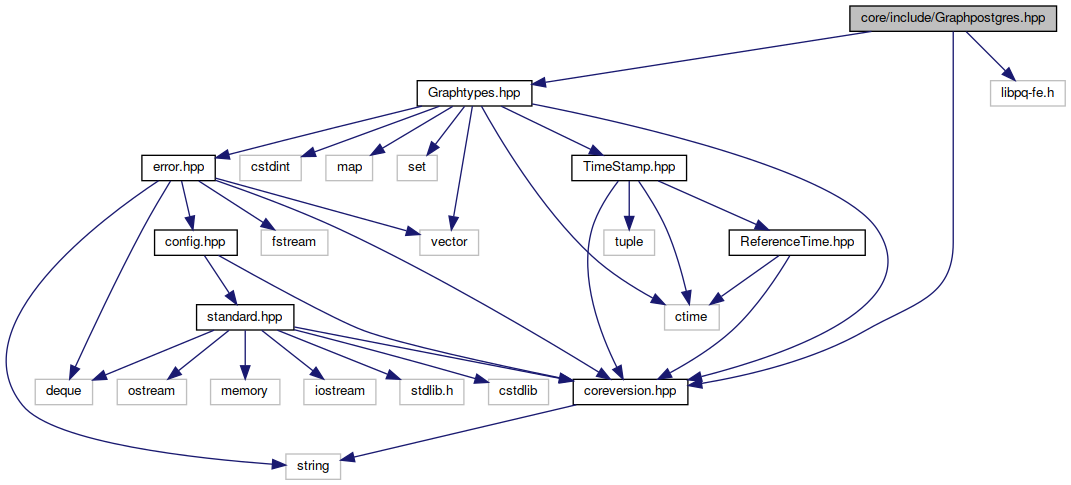 core/include/Graphpostgres.hpp
Graphtypes.hpp
libpq-fe.h
error.hpp
cstdint
map
set
TimeStamp.hpp
config.hpp
fstream
vector
tuple
ReferenceTime.hpp
standard.hpp
ctime
deque
ostream
memory
iostream
stdlib.h
cstdlib
coreversion.hpp
string